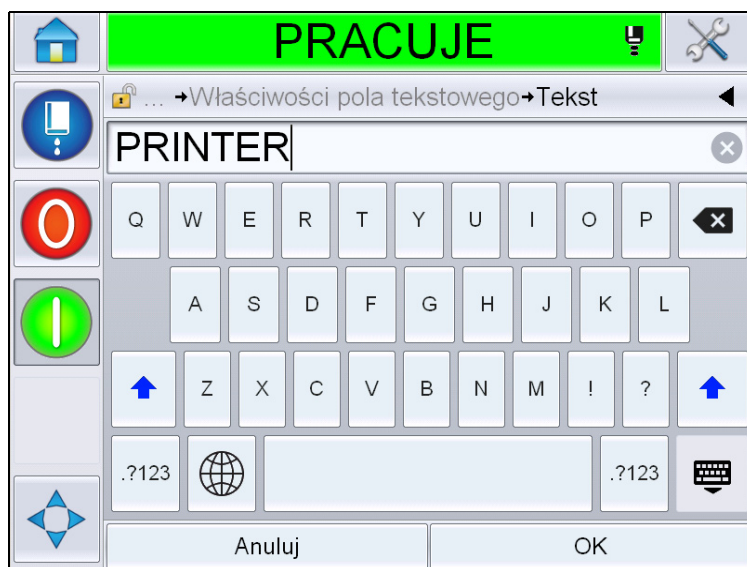 PRACUJE
... →Właściwości pola tekstowego→Tekst
PRINTER
Q W E R T Y U I O P
A S D F G H J K L
Z X C V B N M ! ?
.?123 .?123
Anuluj OK